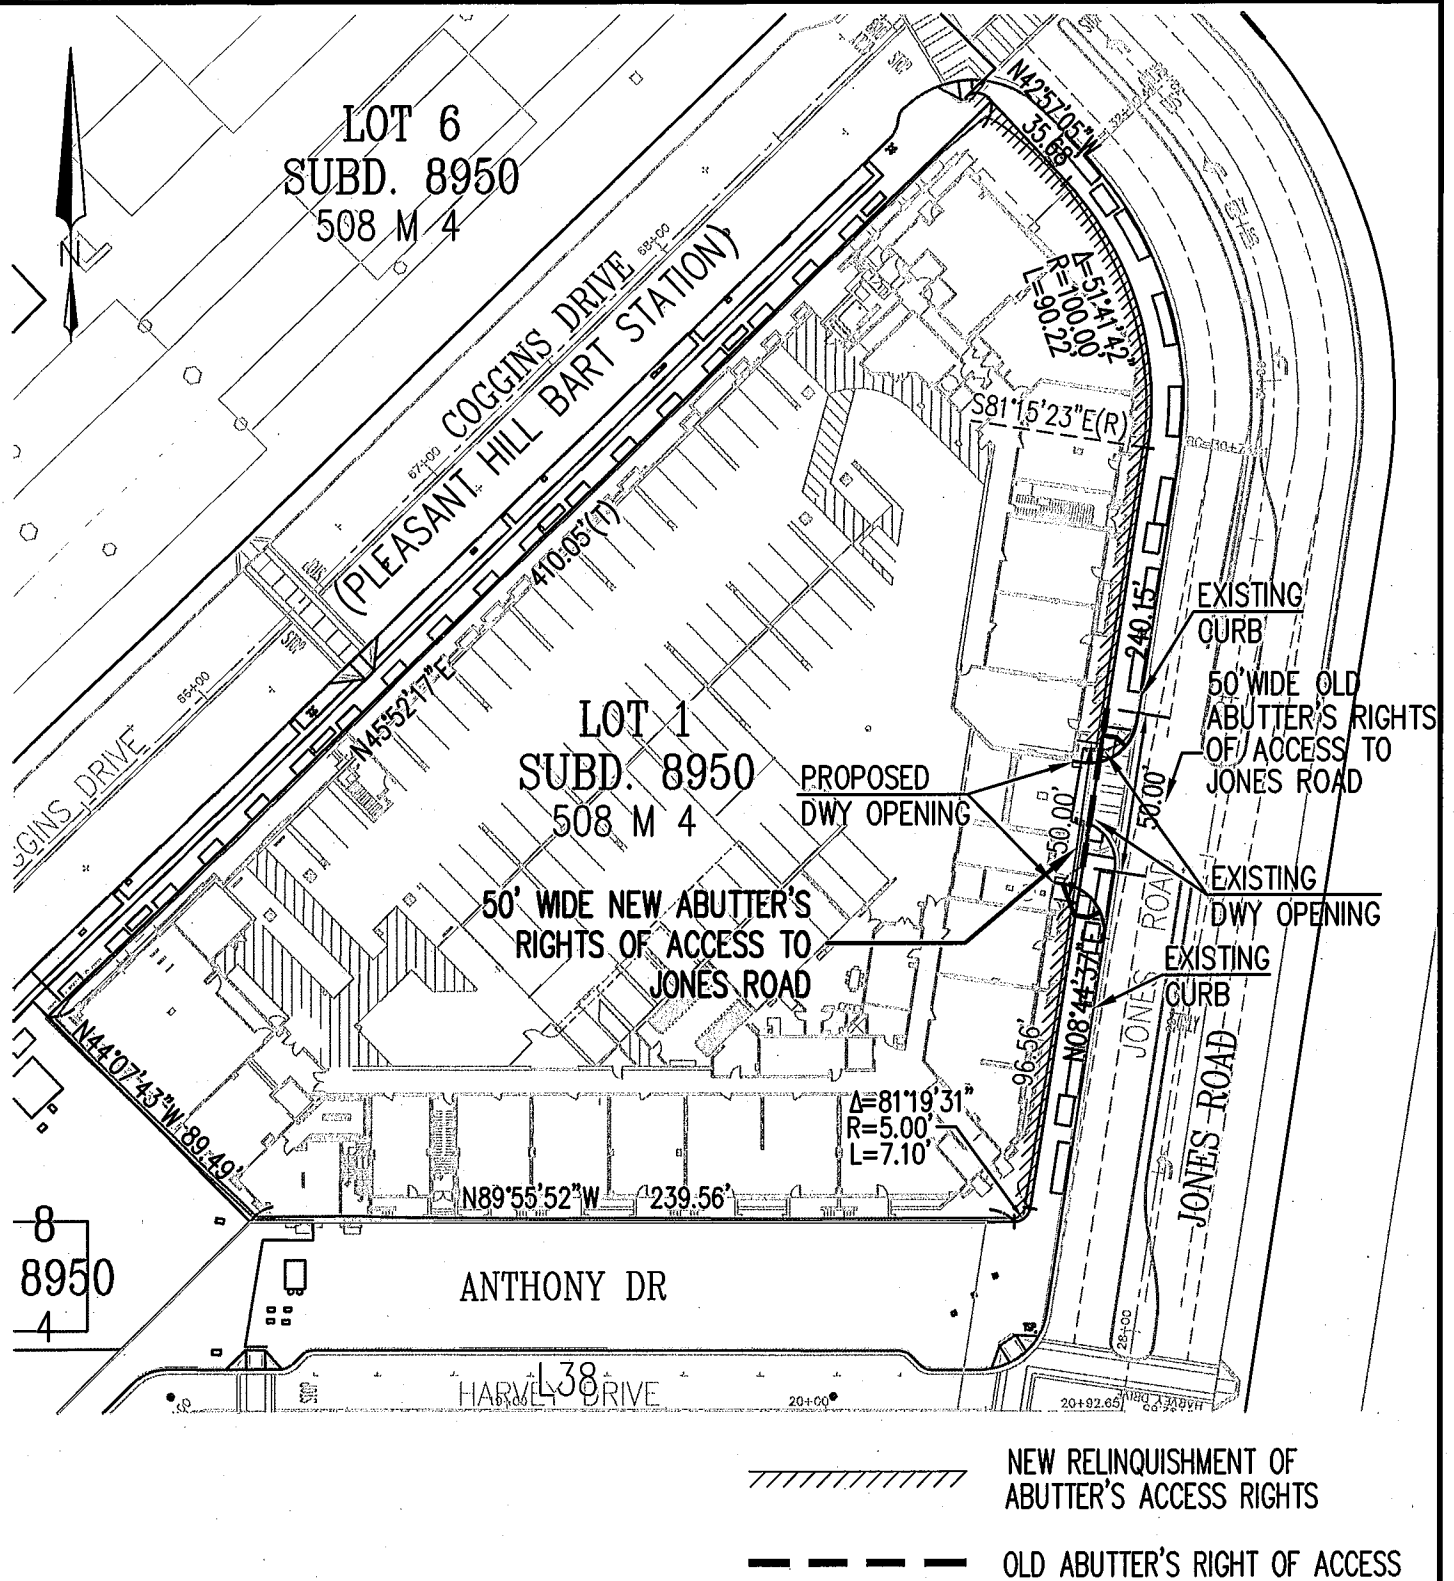 LOT 6
SUBD. 8950
508 M 4
N42°57'05"W
35.68'
Δ=51°41'42"
R=100.00'
L=90.22'
S81°15'23"E(R)
68+00
COGGINS DRIVE
(PLEASANT HILL BART STATION)
67+00
410.05'(T)
N45°52'17"E
240.15'
EXISTING
CURB
50' WIDE OLD
ABUTTER'S RIGHTS
OF ACCESS TO
JONES ROAD
LOT 1
SUBD. 8950
508 M 4
PROPOSED
DWY OPENING
50.00'
50.00'
EXISTING
DWY OPENING
50' WIDE NEW ABUTTER'S
RIGHTS OF ACCESS TO
JONES ROAD
EXISTING
CURB
N08°44'37"E
96.56'
JONES ROAD
JONES ROAD
N44°07'43"W 89.49'
Δ=81°19'31"
R=5.00'
L=7.10'
N89°55'52"W 239.56'
8
8950
4
ANTHONY DR
L38
HARVEY DRIVE
20+00
20+92.65
28+00
NEW RELINQUISHMENT OF
ABUTTER'S ACCESS RIGHTS
OLD ABUTTER'S RIGHT OF ACCESS